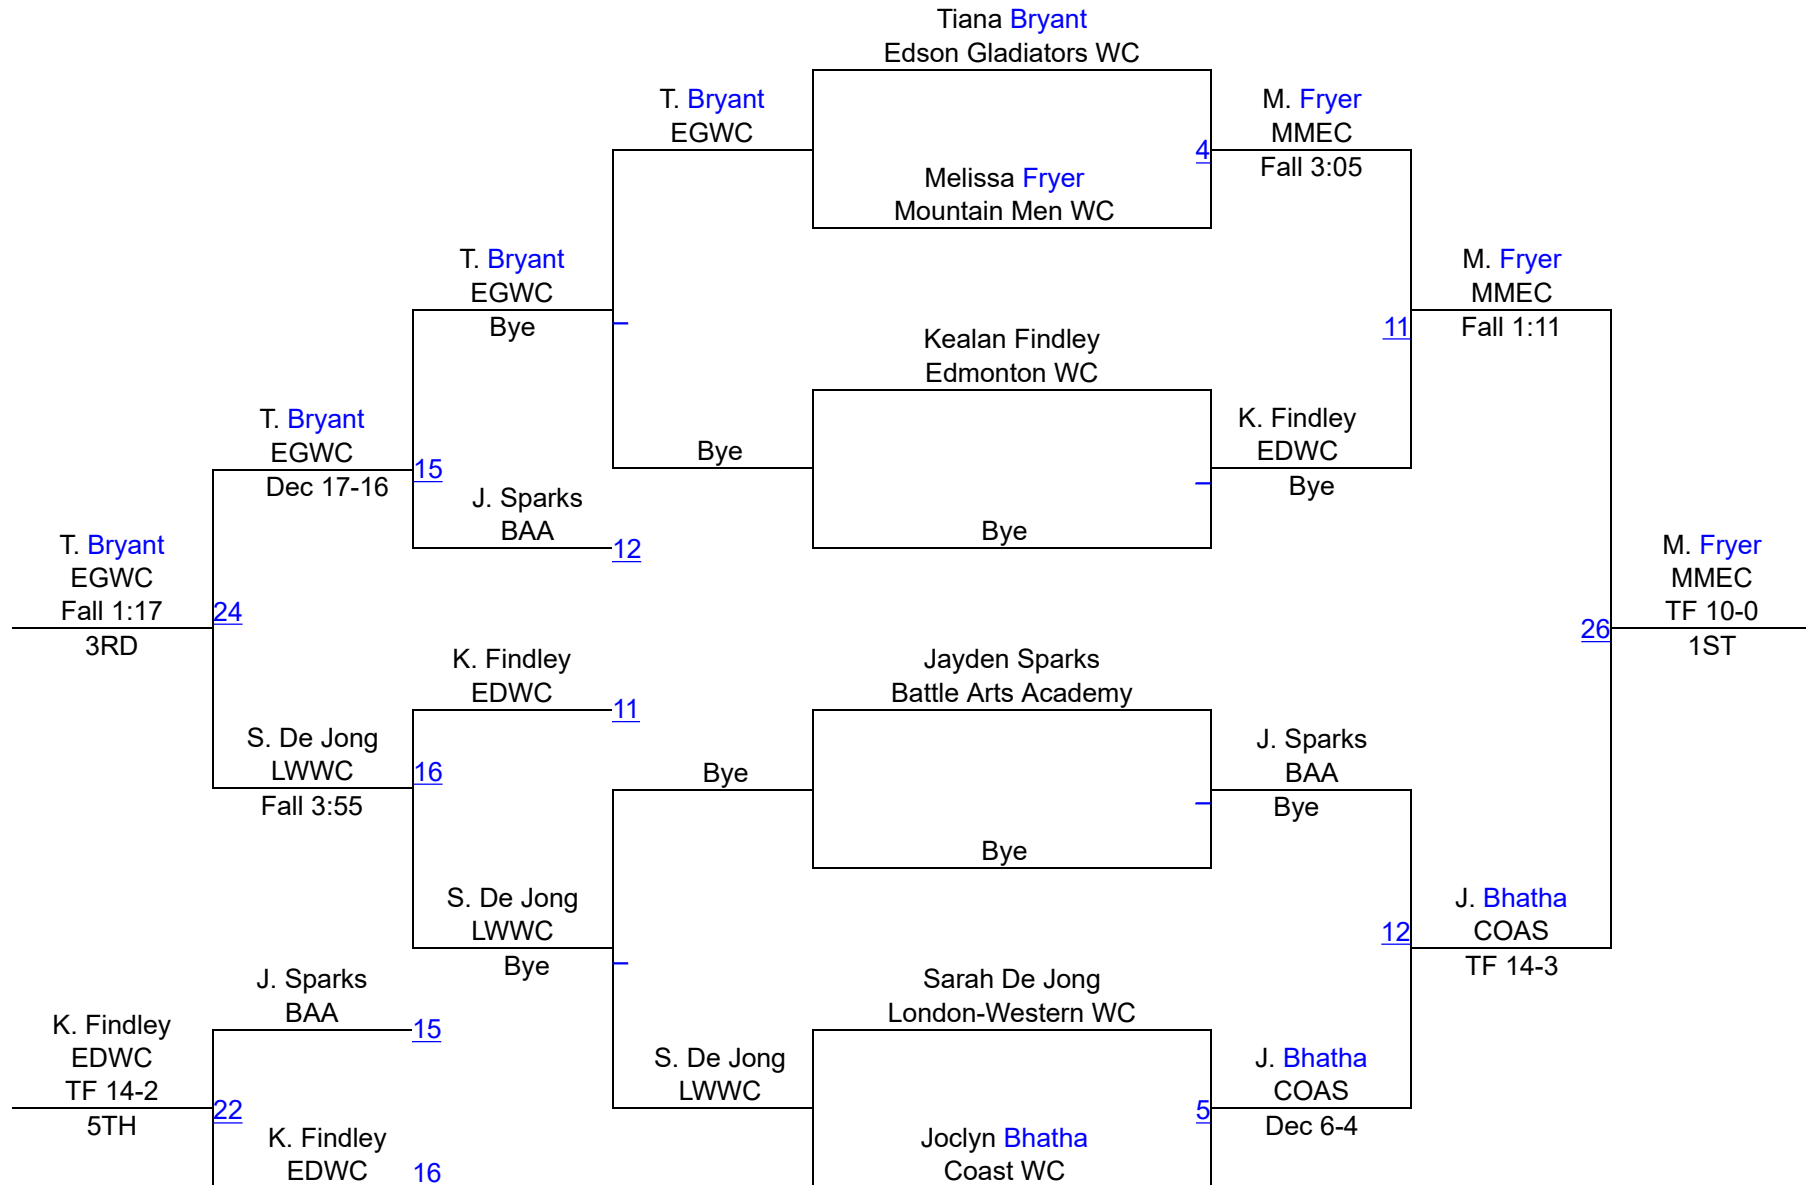 Tiana Bryant
Edson Gladiators WC
T. Bryant
EGWC
M. Fryer
MMEC
4
Fall 3:05
Melissa Fryer
Mountain Men WC
T. Bryant
EGWC
Bye
M. Fryer
MMEC
11
Fall 1:11
Kealan Findley
Edmonton WC
T. Bryant
EGWC
15
Dec 17-16
Bye
K. Findley
EDWC
Bye
J. Sparks
BAA
12
Bye
T. Bryant
EGWC
Fall 1:17
24
3RD
M. Fryer
MMEC
TF 10-0
26
1ST
K. Findley
EDWC
11
Jayden Sparks
Battle Arts Academy
S. De Jong
LWWC
16
Fall 3:55
Bye
J. Sparks
BAA
Bye
Bye
S. De Jong
LWWC
Bye
J. Bhatha
COAS
12
TF 14-3
J. Sparks
BAA
15
Sarah De Jong
London-Western WC
K. Findley
EDWC
TF 14-2
22
5TH
S. De Jong
LWWC
J. Bhatha
COAS
5
Dec 6-4
K. Findley
EDWC
16
Joclyn Bhatha
Coast WC